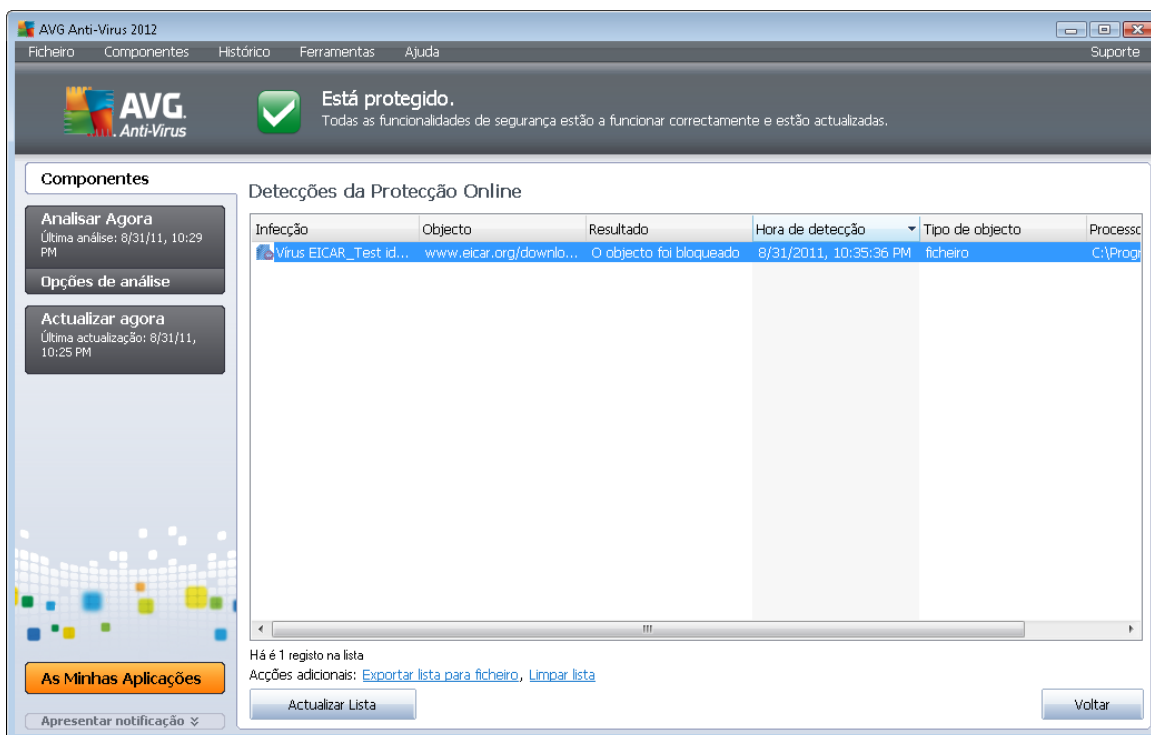 AVG Anti-Virus 2012
Ficheiro Componentes Histórico Ferramentas Ajuda Suporte
AVG.
Anti-Virus
Está protegido.
Todas as funcionalidades de segurança estão a funcionar correctamente e estão actualizadas.
Componentes
Analisar Agora
Última análise: 8/31/11, 10:29
PM
Opções de análise
Actualizar agora
Última actualização: 8/31/11,
10:25 PM
As Minhas Aplicações
Apresentar notificação
Detecções da Protecção Online
Infecção Objecto Resultado Hora de detecção Tipo de objecto Processo
Vírus EICAR_Test id... www.eicar.org/downlo... O objecto foi bloqueado 8/31/2011, 10:35:36 PM ficheiro C:\Progr
Há é 1 registo na lista
Acções adicionais: Exportar lista para ficheiro, Limpar lista
Actualizar Lista Voltar